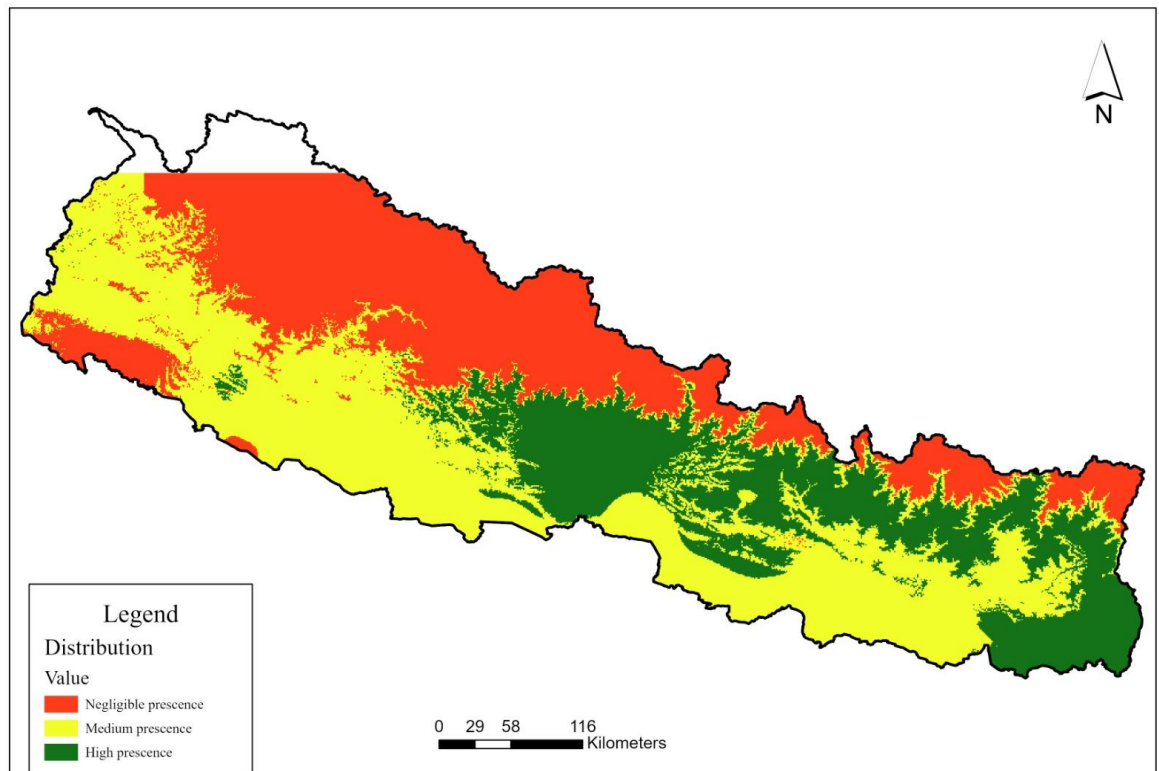 N
Legend
Distribution
Value
Negligible prescence
Medium prescence
High prescence
0 29 58 116
Kilometers